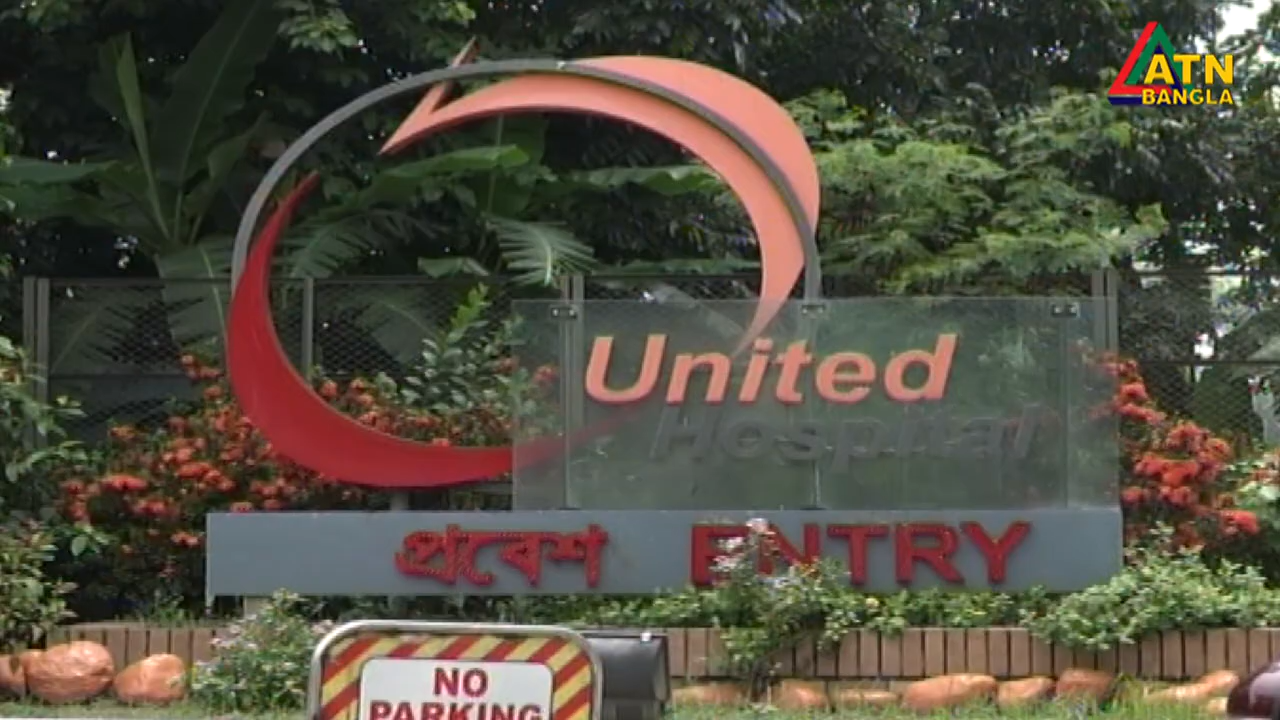 ATN
BANGLA
United
Hospital
প্রবেশ ENTRY
NO
PARKING